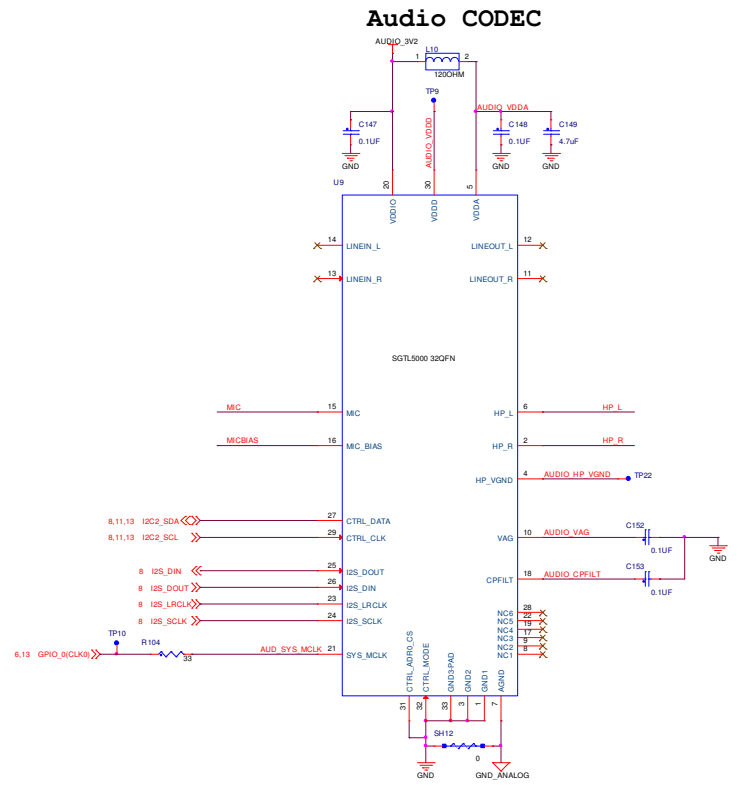 Audio CODEC
AUDIO_3V2
L10
1 2
120OHM
TP9
AUDIO_VDDA
C147
0.1UF
GND
AUDIO_VDDD
C148
0.1UF
GND
C149
4.7uF
GND
U9
20
30
5
VDDIO
VDDD
VDDA
14 LINEIN_L
LINEOUT_L 12
13 LINEIN_R
LINEOUT_R 11
SGTL5000 32QFN
MIC 15 MIC
HP_L 6 HP_L
MICBIAS 16 MIC_BIAS
HP_R 2 HP_R
HP_VGND 4 AUDIO_HP_VGND TP22
8,11,13 I2C2_SDA 27 CTRL_DATA
8,11,13 I2C2_SCL 29 CTRL_CLK
VAG 10 AUDIO_VAG C152
0.1UF
GND
8 I2S_DIN 25 I2S_DOUT
8 I2S_DOUT 26 I2S_DIN
CPFILT 18 AUDIO_CPFILT C153
0.1UF
8 I2S_LRCLK 23 I2S_LRCLK
8 I2S_SCLK 24 I2S_SCLK
NC6 28
NC5 22
NC4 19
NC3 17
NC2 9
NC1 8
TP10
R104
33
6,13 GPIO_0(CLK0) AUD_SYS_MCLK 21 SYS_MCLK
CTRL_ADR0_CS
CTRL_MODE
GND3-PAD
GND2
GND1
AGND
31
32
33
3
1
7
SH12
0
GND
GND_ANALOG